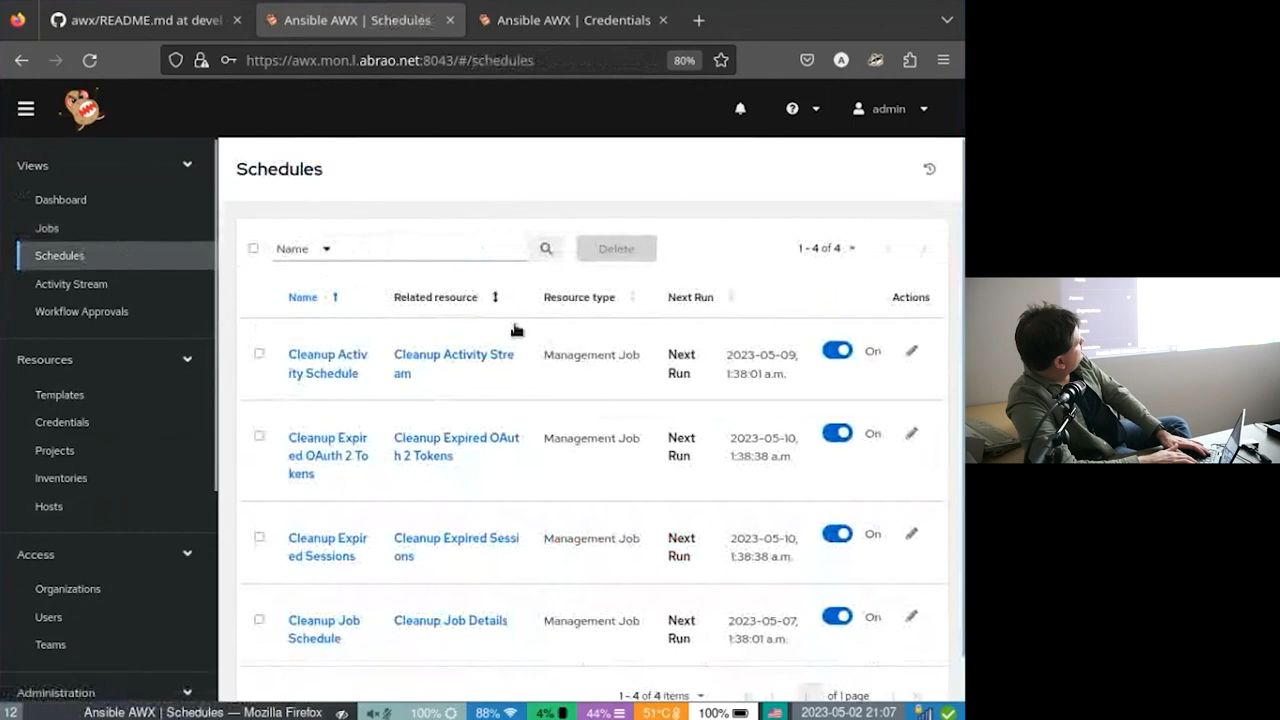 awx/README.md at devel
Ansible AWX | Schedules
Ansible AWX | Credentials
https://awx.mon.l.abrao.net:8043/#/schedules
80%
admin
Views
Dashboard
Jobs
Schedules
Activity Stream
Workflow Approvals
Resources
Templates
Credentials
Projects
Inventories
Hosts
Access
Organizations
Users
Teams
Administration
Schedules
Name
Delete
1 - 4 of 4
Name
Related resource
Resource type
Next Run
Actions
Cleanup Activ
ity Schedule
Cleanup Activity Stre
am
Management Job
Next
Run
2023-05-09,
1:38:01 a.m.
On
Cleanup Expir
ed OAuth 2 To
kens
Cleanup Expired OAut
h 2 Tokens
Management Job
Next
Run
2023-05-10,
1:38:38 a.m.
On
Cleanup Expir
ed Sessions
Cleanup Expired Sessi
ons
Management Job
Next
Run
2023-05-10,
1:38:38 a.m.
On
Cleanup Job
Schedule
Cleanup Job Details
Management Job
Next
Run
2023-05-07,
1:38:01 a.m.
On
1 - 4 of 4 items
of 1 page
12
Ansible AWX | Schedules — Mozilla Firefox
100%
88%
4%
44%
51°C
100%
2023-05-02 21:07